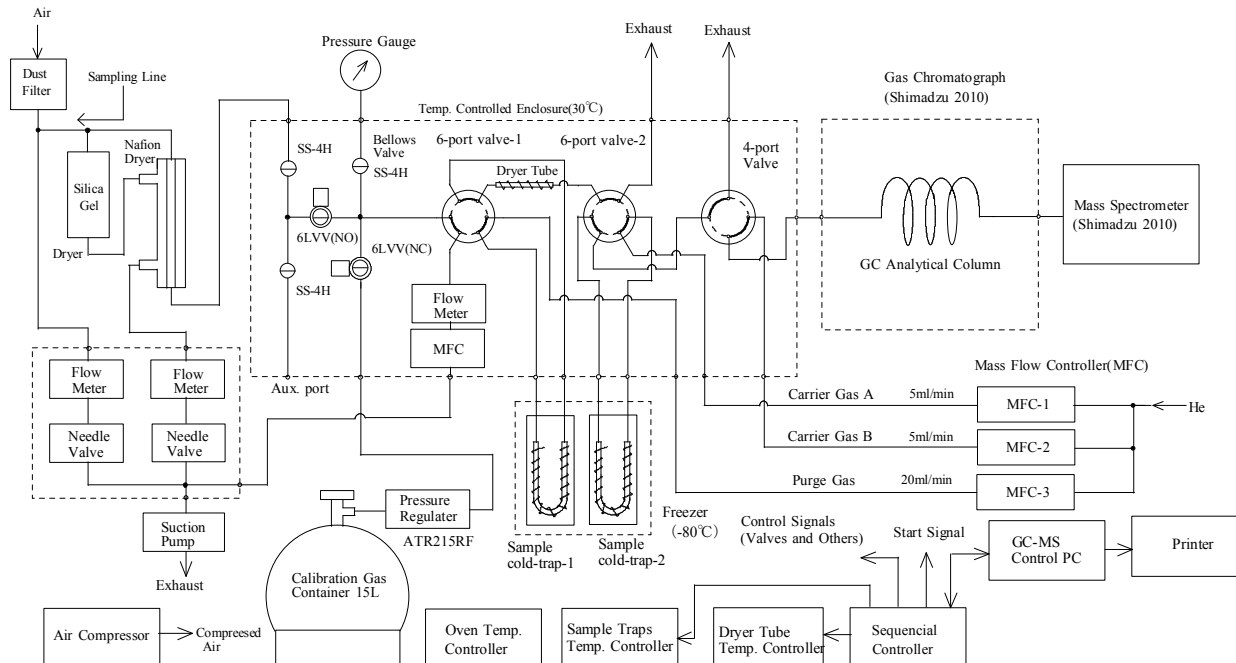 Air
Dust
Filter
Sampling Line
Nafion
Dryer
Silica
Gel
Dryer
Pressure Gauge
Temp. Controlled Enclosure(30℃)
SS-4H
Bellows
Valve
SS-4H
6LVV(NO)
6LVV(NC)
SS-4H
6-port valve-1
Dryer Tube
6-port valve-2
4-port
Valve
Exhaust
Exhaust
Gas Chromatograph
(Shimadzu 2010)
GC Analytical Column
Mass Spectrometer
(Shimadzu 2010)
Flow
Meter
MFC
Aux. port
Flow
Meter
Flow
Meter
Needle
Valve
Needle
Valve
Suction
Pump
Exhaust
Mass Flow Controller(MFC)
Carrier Gas A 5ml/min MFC-1
He
Carrier Gas B 5ml/min MFC-2
Purge Gas 20ml/min MFC-3
Freezer
(-80℃)
Sample
cold-trap-1
Sample
cold-trap-2
Pressure
Regulater
ATR215RF
Calibration Gas
Container 15L
Control Signals
(Valves and Others)
Start Signal
GC-MS
Control PC
Printer
Air Compressor
Compreesed
Air
Oven Temp.
Controller
Sample Traps
Temp. Controller
Dryer Tube
Temp. Controller
Sequencial
Controller